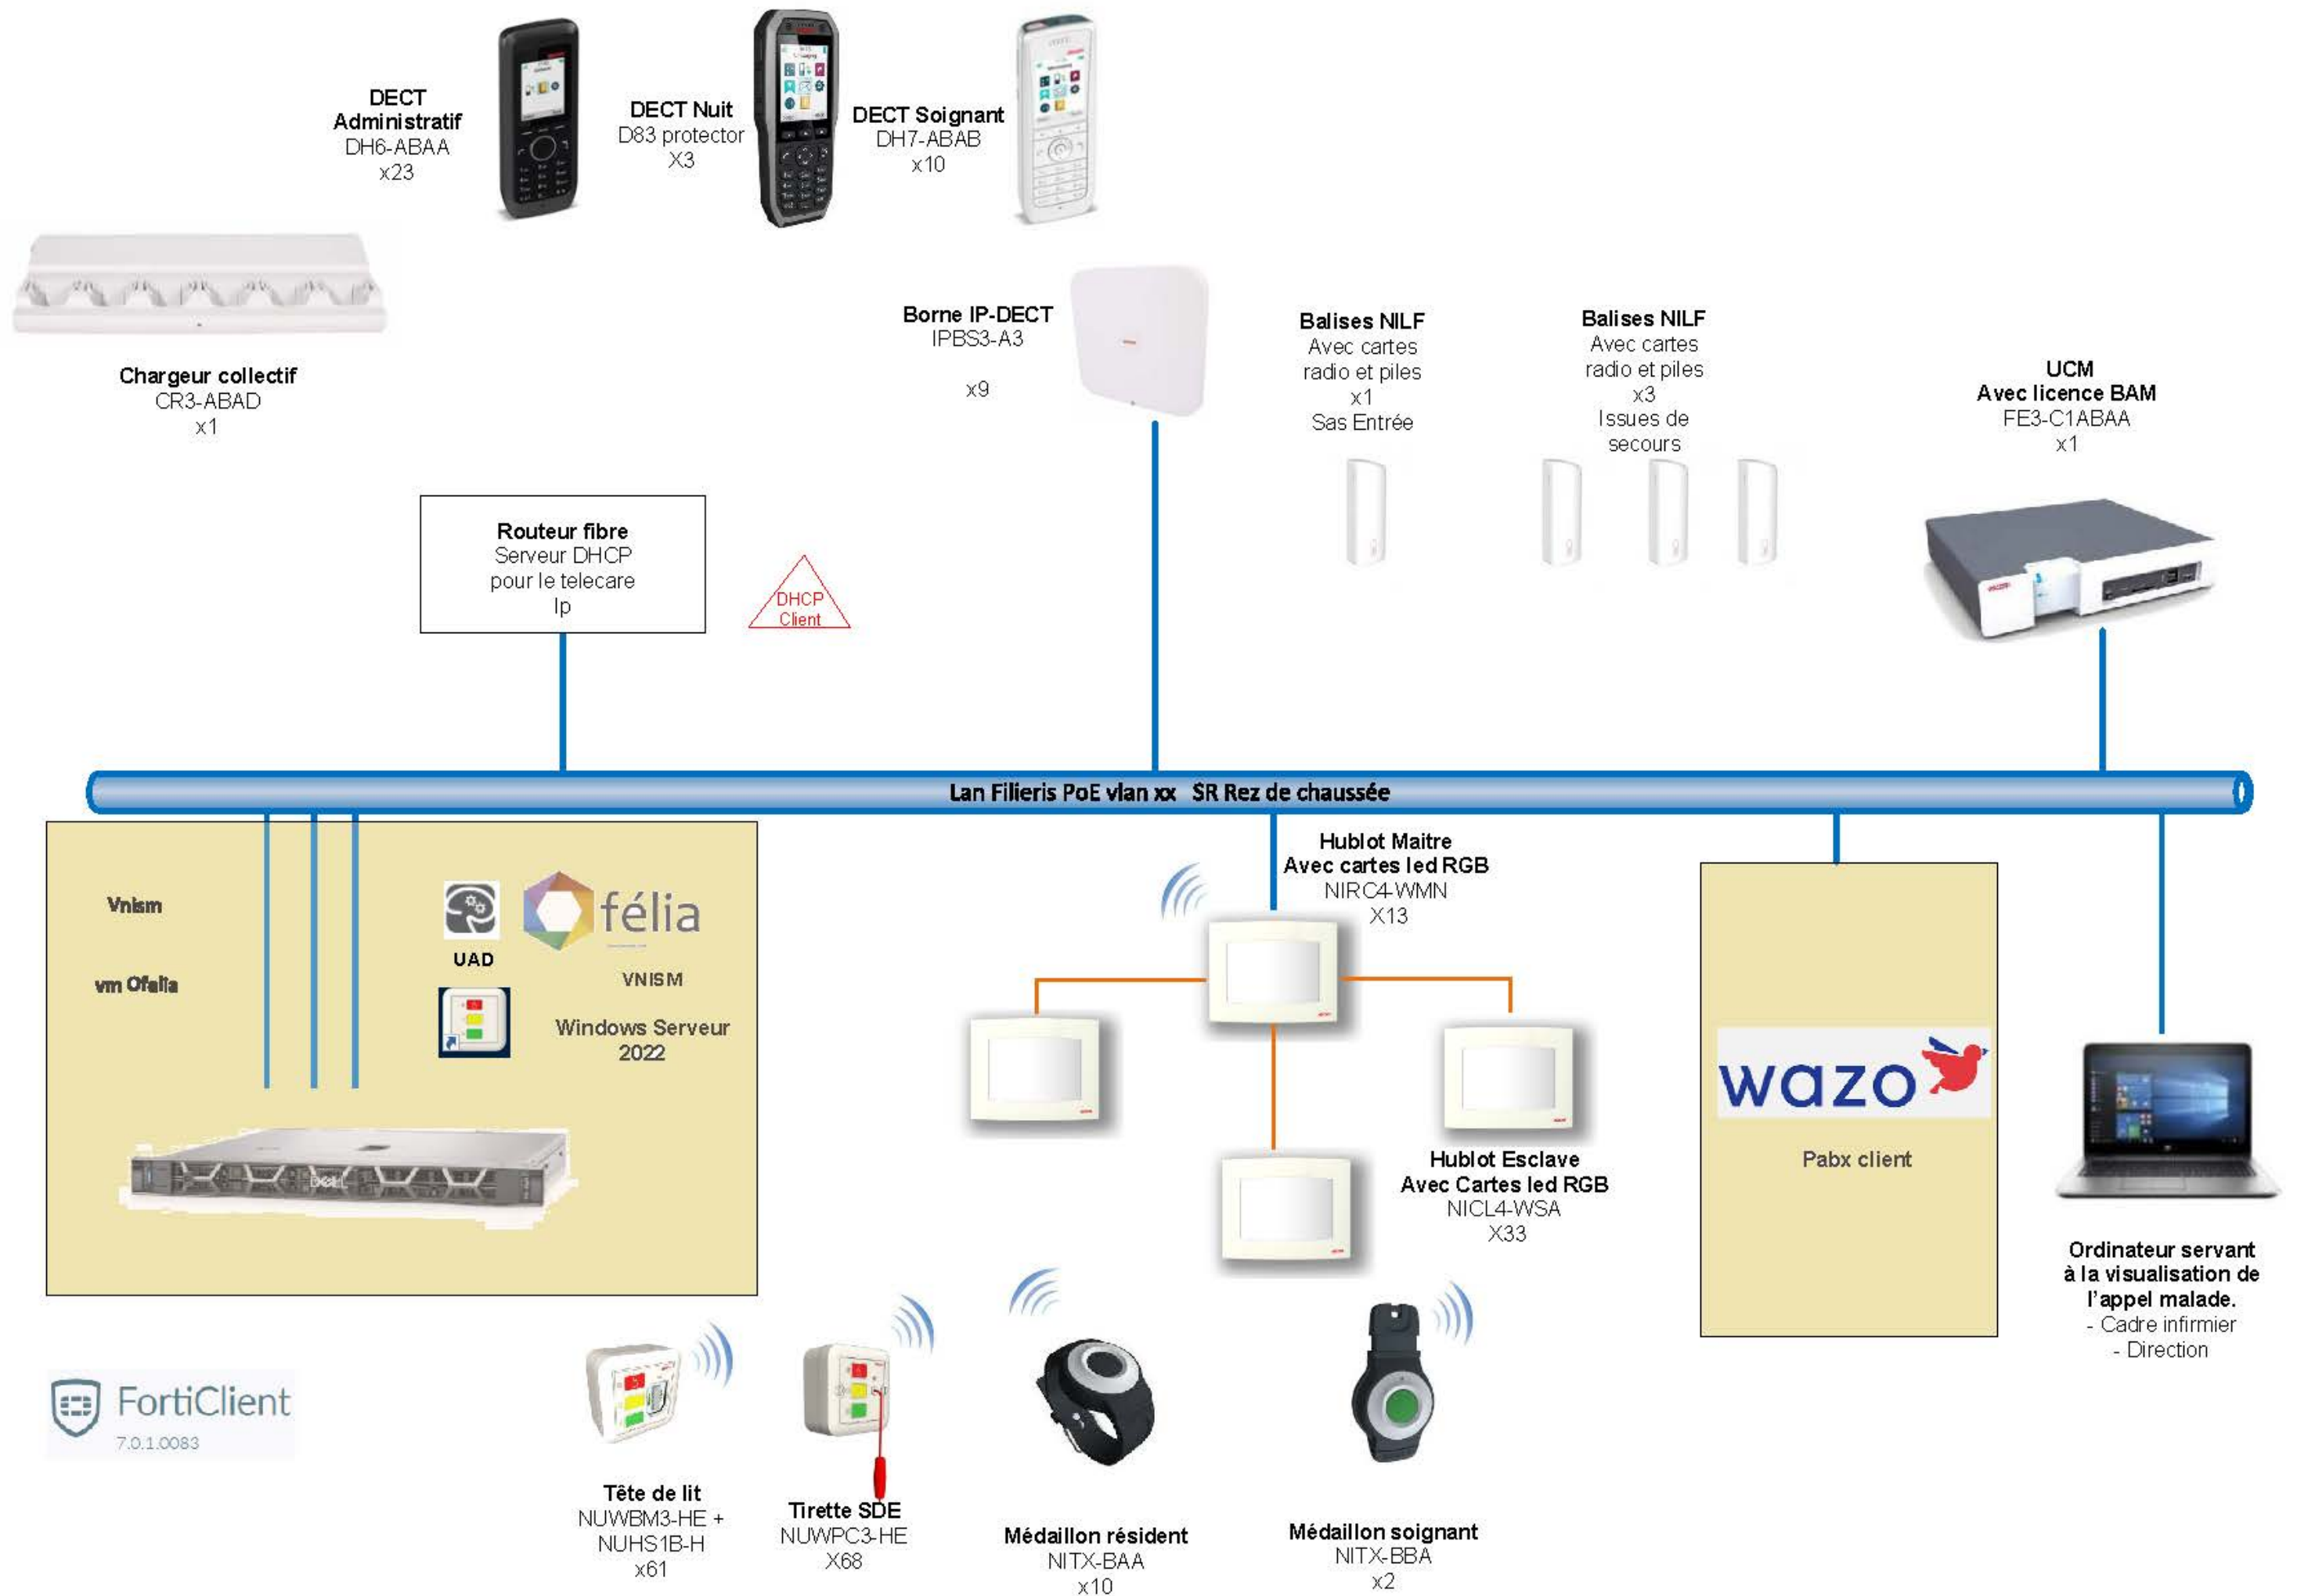 DECT
Administratif
DH6-ABAA
x23
DECT Nuit
D83 protector
X3
DECT Soignant
DH7-ABAB
x10
Chargeur collectif
CR3-ABAD
x1
Borne IP-DECT
IPBS3-A3
x9
Balises NILF
Avec cartes
radio et piles
x1
Sas Entrée
Balises NILF
Avec cartes
radio et piles
x3
Issues de
secours
UCM
Avec licence BAM
FE3-C1ABAA
x1
Routeur fibre
Serveur DHCP
pour le telecare
Ip
DHCP
Client
Lan Filieris PoE vlan xx SR Rez de chaussée
Vnism
vm Ofelia
UAD
félia
VNISM
Windows Serveur
2022
DELL
Hublot Maitre
Avec cartes led RGB
NIRC4-WMN
X13
Hublot Esclave
Avec Cartes led RGB
NICL4-WSA
X33
wazo
Pabx client
Ordinateur servant
à la visualisation de
l'appel malade.
- Cadre infirmier
- Direction
FortiClient
7.0.1.0083
Tête de lit
NUWBM3-HE +
NUHS1B-H
x61
Tirette SDE
NUWPC3-HE
X68
Médaillon résident
NITX-BAA
x10
Médaillon soignant
NITX-BBA
x2